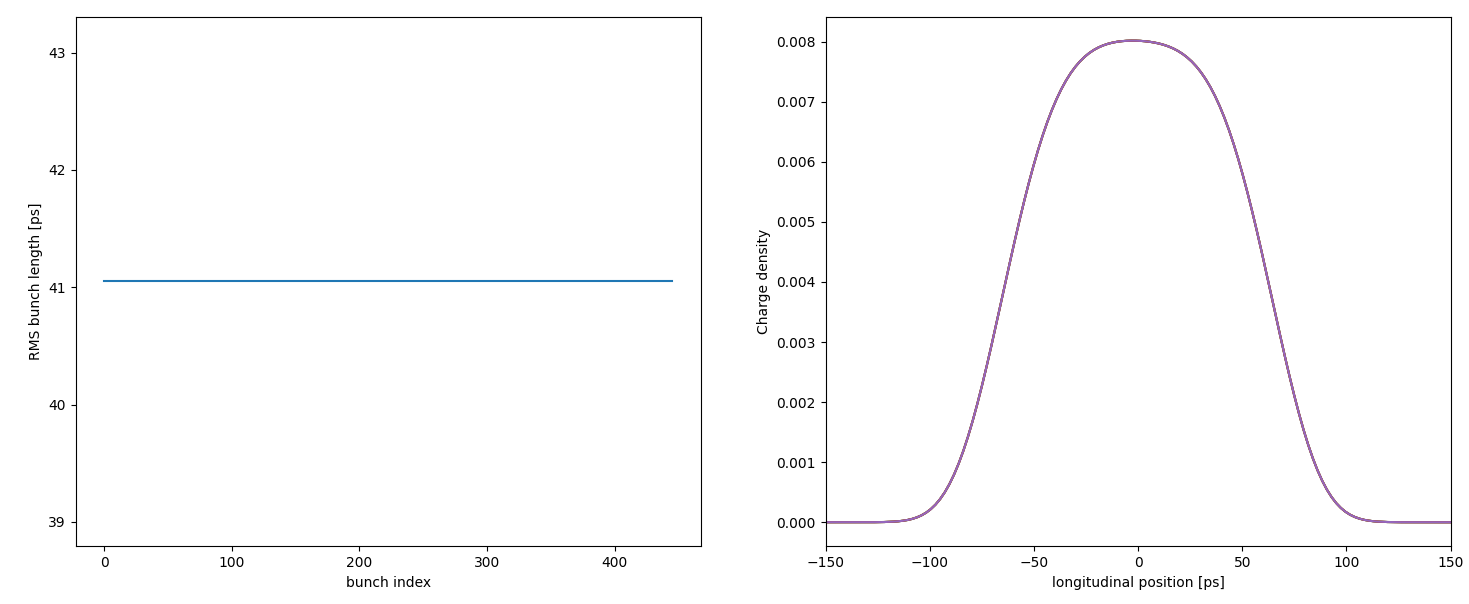 43
42
41
40
39
RMS bunch length [ps]
0 100 200 300 400
bunch index
0.008
0.007
0.006
0.005
0.004
0.003
0.002
0.001
0.000
Charge density
−150 −100 −50 0 50 100 150
longitudinal position [ps]